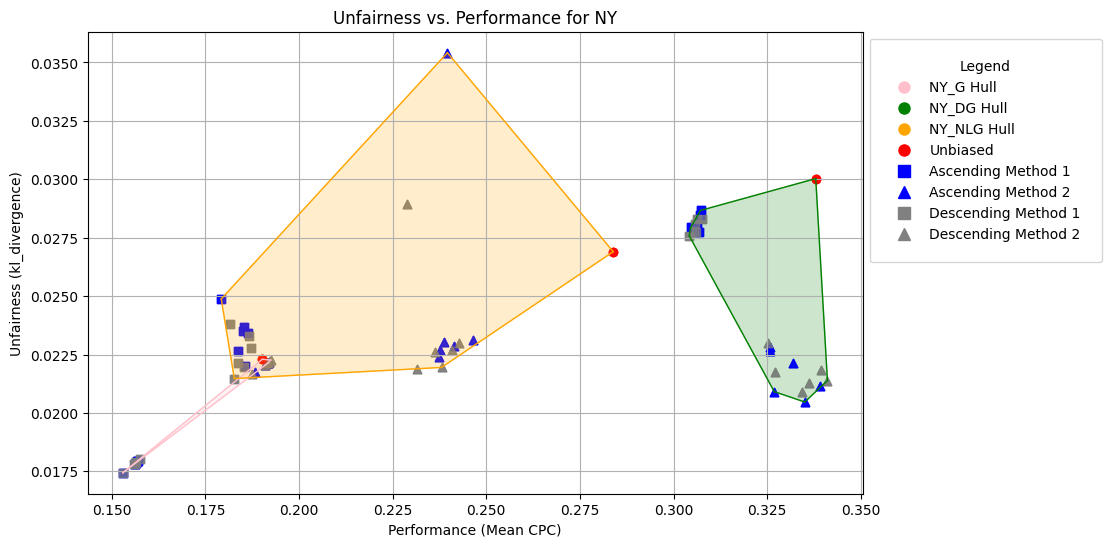 Unfairness vs. Performance for NY
Unfairness (kl_divergence)
0.0350
0.0325
0.0300
0.0275
0.0250
0.0225
0.0200
0.0175
0.150
0.175
0.200
0.225
0.250
0.275
0.300
0.325
0.350
Performance (Mean CPC)
Legend
NY_G Hull
NY_DG Hull
NY_NLG Hull
Unbiased
Ascending Method 1
Ascending Method 2
Descending Method 1
Descending Method 2